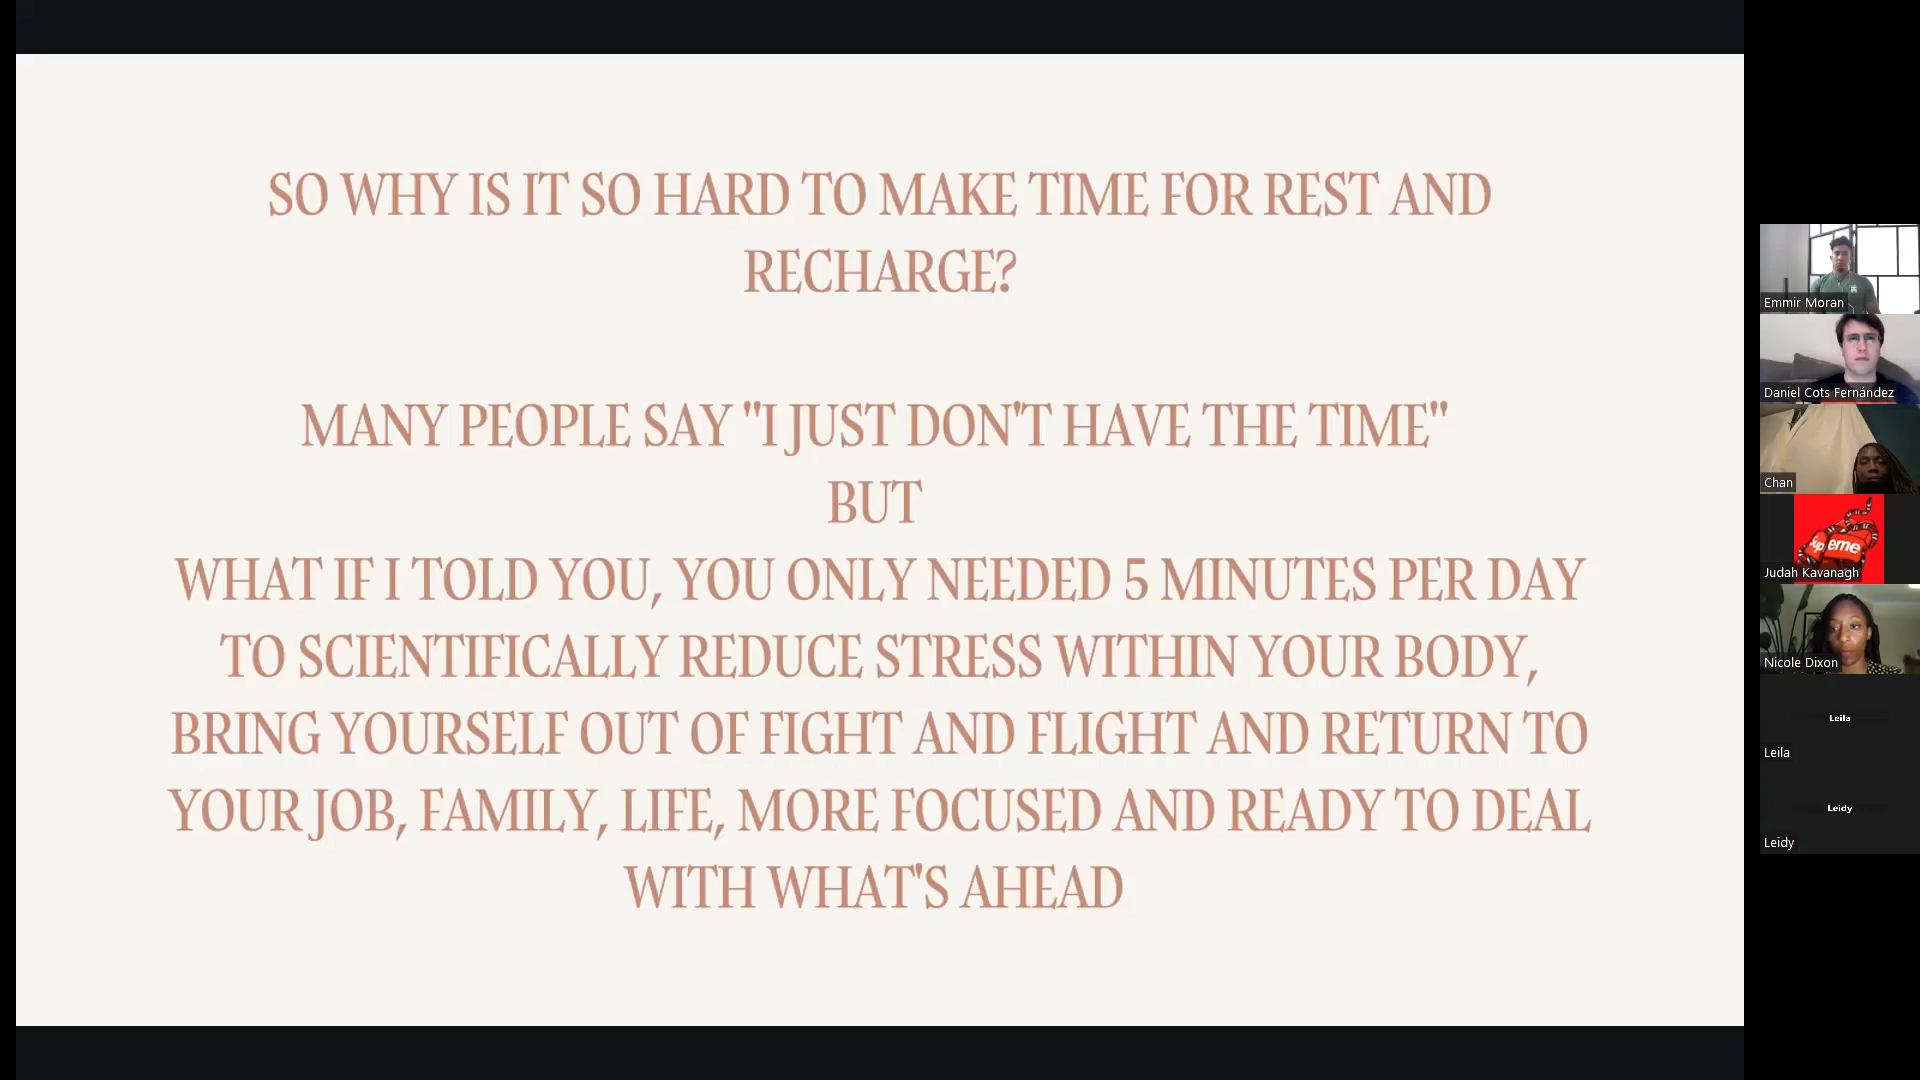 SO WHY IS IT SO HARD TO MAKE TIME FOR REST AND
RECHARGE?
MANY PEOPLE SAY "I JUST DON'T HAVE THE TIME"
BUT
WHAT IF I TOLD YOU, YOU ONLY NEEDED 5 MINUTES PER DAY
TO SCIENTIFICALLY REDUCE STRESS WITHIN YOUR BODY,
BRING YOURSELF OUT OF FIGHT AND FLIGHT AND RETURN TO
YOUR JOB, FAMILY, LIFE, MORE FOCUSED AND READY TO DEAL
WITH WHAT'S AHEAD
Emmir Moran
Daniel Cots Fernández
Chan
Sup eme
Judah Kavanagh
Nicole Dixon
Leila
Leila
Leidy
Leidy